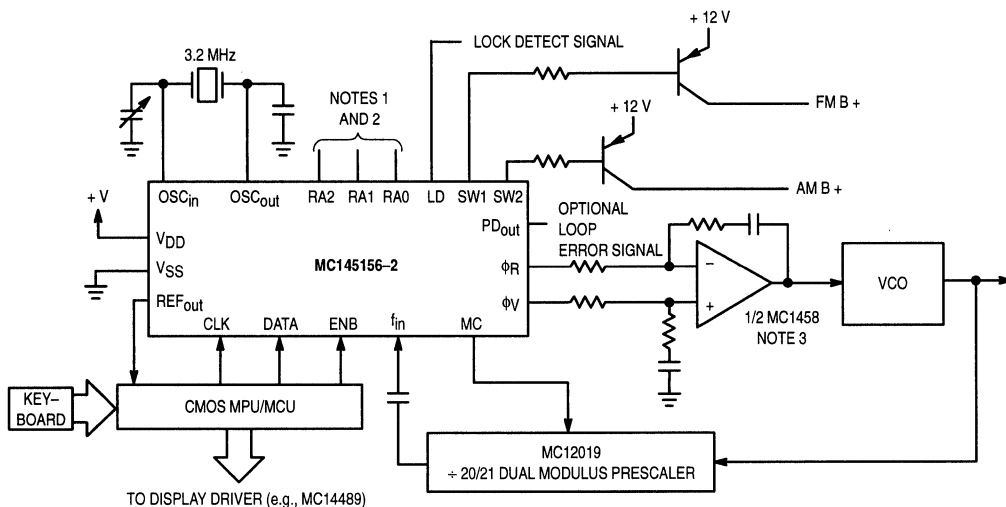 + 12 V
3.2 MHz
LOCK DETECT SIGNAL
NOTES 1
AND 2
FM B +
+ 12 V
AM B +
OSCin
OSCout
RA2
RA1
RA0
LD
SW1
SW2
+ V
VDD
VSS
REFout
MC145156–2
PDout
OPTIONAL
LOOP
ERROR SIGNAL
ϕR
ϕV
–
+
1/2 MC1458
NOTE 3
VCO
CLK
DATA
ENB
fin
MC
KEY–
BOARD
CMOS MPU/MCU
MC12019
÷ 20/21 DUAL MODULUS PRESCALER
TO DISPLAY DRIVER (e.g., MC14489)